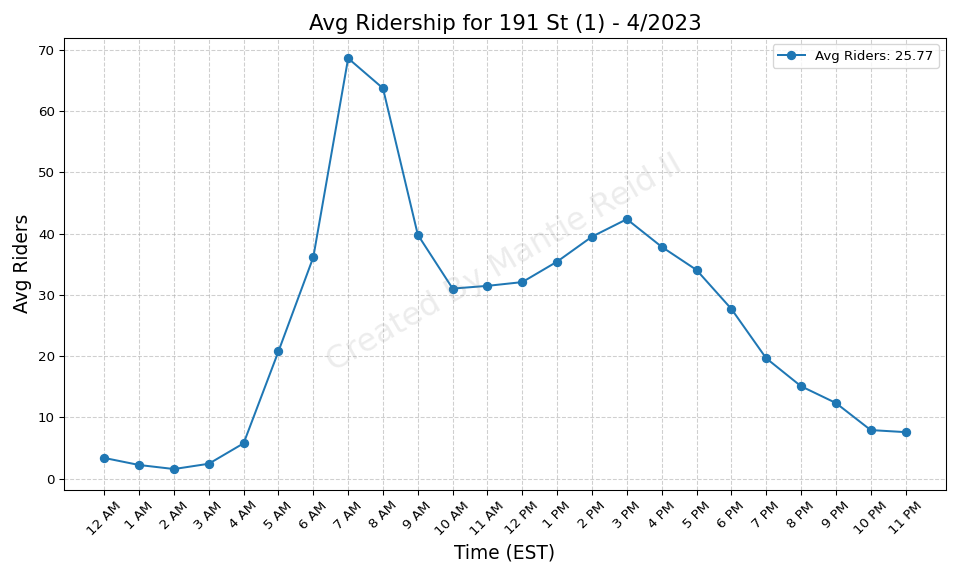 Avg Ridership for 191 St (1) - 4/2023
Avg Riders: 25.77
Avg Riders
70
60
50
40
30
20
10
0
Created By Mantie Reid II
12 AM
1 AM
2 AM
3 AM
4 AM
5 AM
6 AM
7 AM
8 AM
9 AM
10 AM
11 AM
12 PM
1 PM
2 PM
3 PM
4 PM
5 PM
6 PM
7 PM
8 PM
9 PM
10 PM
11 PM
Time (EST)